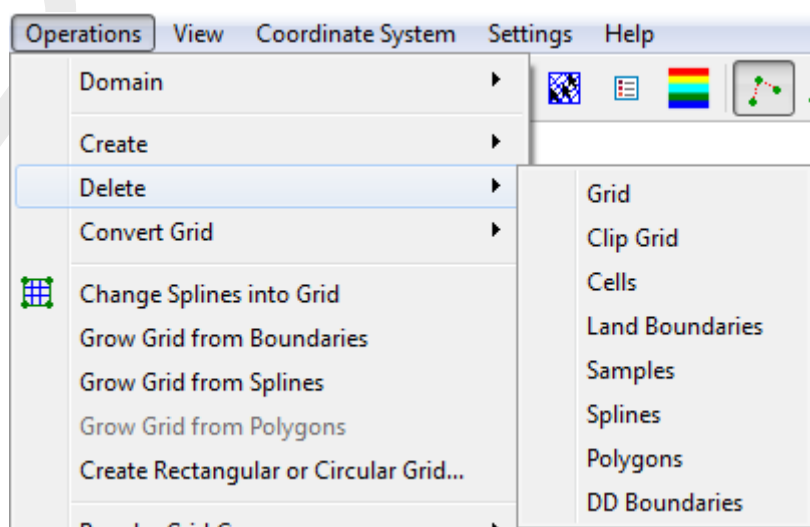 Operations View Coordinate System Settings Help
Domain
Create
Delete
Convert Grid
Change Splines into Grid
Grow Grid from Boundaries
Grow Grid from Splines
Grow Grid from Polygons
Create Rectangular or Circular Grid...
Grid
Clip Grid
Cells
Land Boundaries
Samples
Splines
Polygons
DD Boundaries